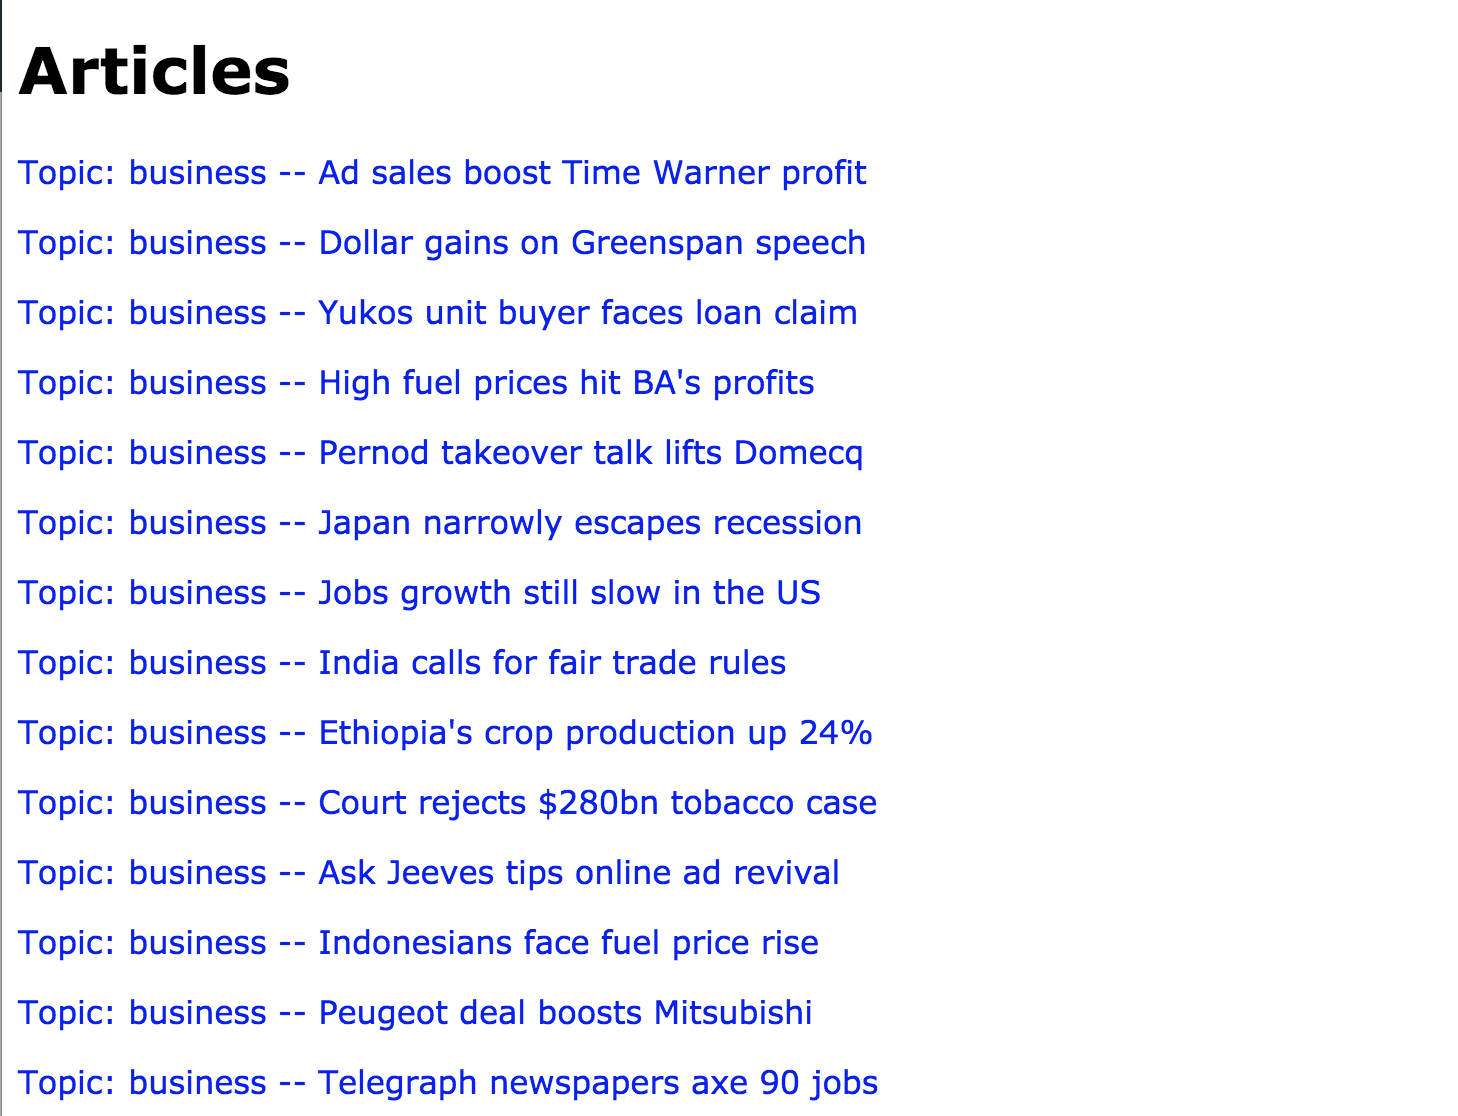 Articles
Topic: business -- Ad sales boost Time Warner profit
Topic: business -- Dollar gains on Greenspan speech
Topic: business -- Yukos unit buyer faces loan claim
Topic: business -- High fuel prices hit BA's profits
Topic: business -- Pernod takeover talk lifts Domecq
Topic: business -- Japan narrowly escapes recession
Topic: business -- Jobs growth still slow in the US
Topic: business -- India calls for fair trade rules
Topic: business -- Ethiopia's crop production up 24%
Topic: business -- Court rejects $280bn tobacco case
Topic: business -- Ask Jeeves tips online ad revival
Topic: business -- Indonesians face fuel price rise
Topic: business -- Peugeot deal boosts Mitsubishi
Topic: business -- Telegraph newspapers axe 90 jobs